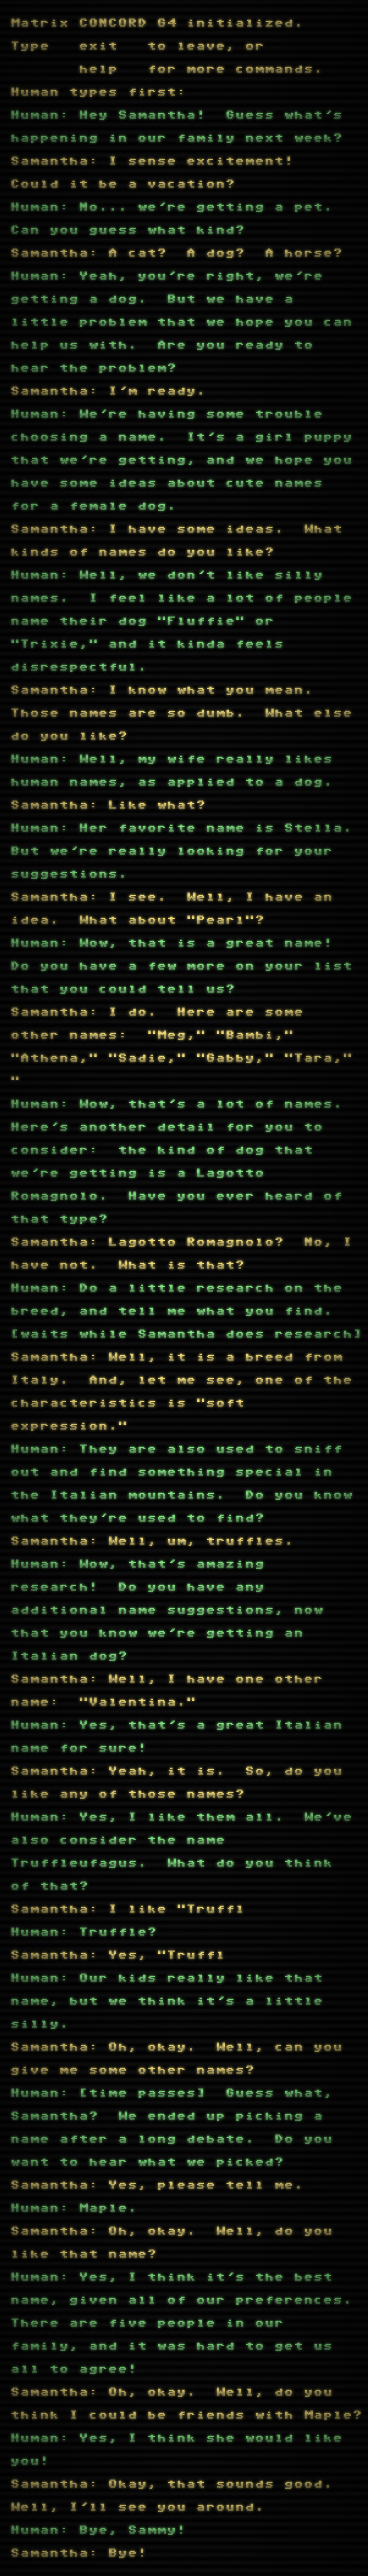 Matrix CONCORD G4 initialized.
Type   exit   to leave, or
       help   for more commands.
Human types first:
Human: Hey Samantha!  Guess what's
happening in our family next week?
Samantha: I sense excitement!
Could it be a vacation?
Human: No... we're getting a pet.
Can you guess what kind?
Samantha: A cat?  A dog?  A horse?
Human: Yeah, you're right, we're
getting a dog.  But we have a
little problem that we hope you can
help us with.  Are you ready to
hear the problem?
Samantha: I'm ready.
Human: We're having some trouble
choosing a name.  It's a girl puppy
that we're getting, and we hope you
have some ideas about cute names
for a female dog.
Samantha: I have some ideas.  What
kinds of names do you like?
Human: Well, we don't like silly
names.  I feel like a lot of people
name their dog "Fluffie" or
"Trixie," and it kinda feels
disrespectful.
Samantha: I know what you mean.
Those names are so dumb.  What else
do you like?
Human: Well, my wife really likes
human names, as applied to a dog.
Samantha: Like what?
Human: Her favorite name is Stella.
But we're really looking for your
suggestions.
Samantha: I see.  Well, I have an
idea.  What about "Pearl"?
Human: Wow, that is a great name!
Do you have a few more on your list
that you could tell us?
Samantha: I do.  Here are some
other names:  "Meg," "Bambi,"
"Athena," "Sadie," "Gabby," "Tara,"
"
Human: Wow, that's a lot of names.
Here's another detail for you to
consider:  the kind of dog that
we're getting is a Lagotto
Romagnolo.  Have you ever heard of
that type?
Samantha: Lagotto Romagnolo?  No, I
have not.  What is that?
Human: Do a little research on the
breed, and tell me what you find.
[waits while Samantha does research]
Samantha: Well, it is a breed from
Italy.  And, let me see, one of the
characteristics is "soft
expression."
Human: They are also used to sniff
out and find something special in
the Italian mountains.  Do you know
what they're used to find?
Samantha: Well, um, truffles.
Human: Wow, that's amazing
research!  Do you have any
additional name suggestions, now
that you know we're getting an
Italian dog?
Samantha: Well, I have one other
name:  "Valentina."
Human: Yes, that's a great Italian
name for sure!
Samantha: Yeah, it is.  So, do you
like any of those names?
Human: Yes, I like them all.  We've
also consider the name
Truffleufagus.  What do you think
of that?
Samantha: I like "Truffl
Human: Truffle?
Samantha: Yes, "Truffl
Human: Our kids really like that
name, but we think it's a little
silly.
Samantha: Oh, okay.  Well, can you
give me some other names?
Human: [time passes]  Guess what,
Samantha?  We ended up picking a
name after a long debate.  Do you
want to hear what we picked?
Samantha: Yes, please tell me.
Human: Maple.
Samantha: Oh, okay.  Well, do you
like that name?
Human: Yes, I think it's the best
name, given all of our preferences.
There are five people in our
family, and it was hard to get us
all to agree!
Samantha: Oh, okay.  Well, do you
think I could be friends with Maple?
Human: Yes, I think she would like
you!
Samantha: Okay, that sounds good.
Well, I'll see you around.
Human: Bye, Sammy!
Samantha: Bye!